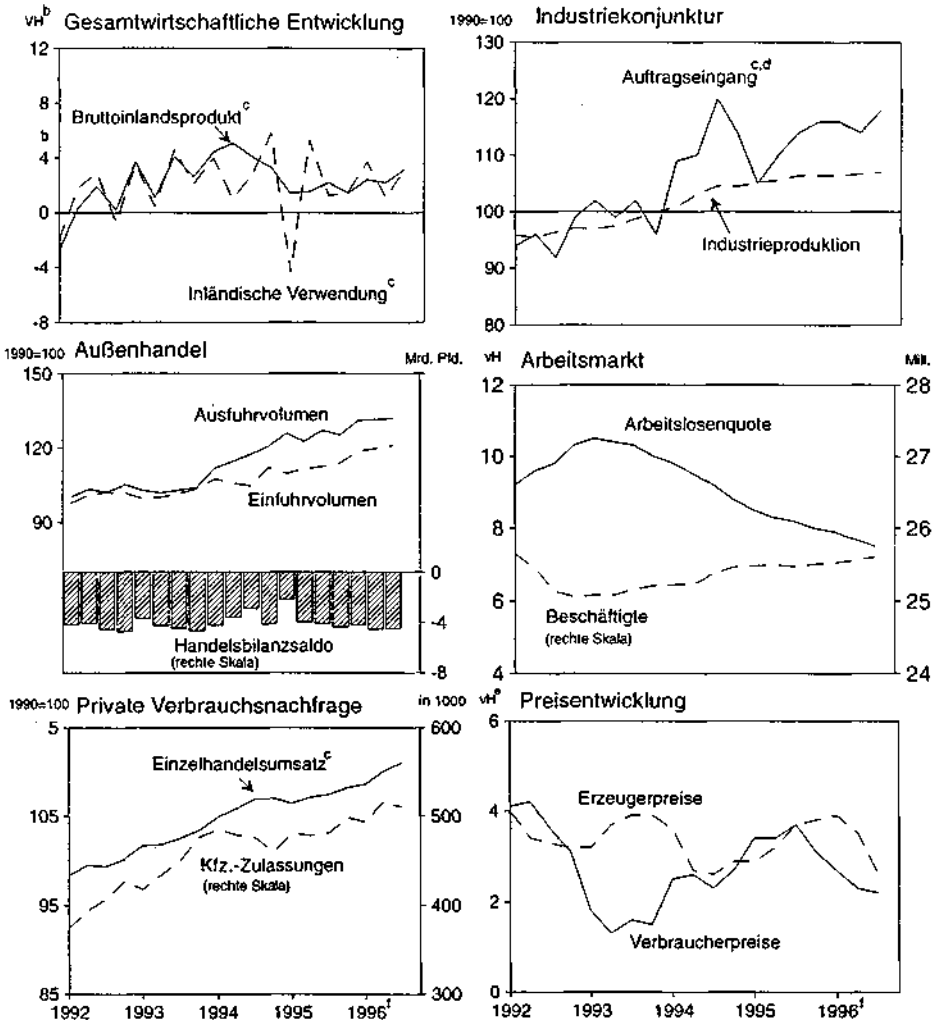 vH b Gesamtwirtschaftliche Entwicklung
12
8
4
0
-4
-8
b
Bruttoinlandsprodukt c
Inländische Verwendung c
1990=100 Industriekonjunktur
130
120
110
100
90
80
Auftragseingang c,d
Industrieproduktion
1990=100 Außenhandel Mrd. Pfd.
150
120
90
0
-4
-8
Ausfuhrvolumen
Einfuhrvolumen
Handelsbilanzsaldo
(rechte Skala)
vH Arbeitsmarkt Mill.
12
10
8
6
4
28
27
26
25
24
Arbeitslosenquote
Beschäftigte
(rechte Skala)
1990=100 Private Verbrauchsnachfrage in 1000
5
105
95
85
600
500
400
300
Einzelhandelsumsatz c
Kfz.-Zulassungen
(rechte Skala)
1992 1993 1994 1995 1996 f
vH e Preisentwicklung
6
4
2
0
Erzeugerpreise
Verbraucherpreise
1992 1993 1994 1995 1996 f